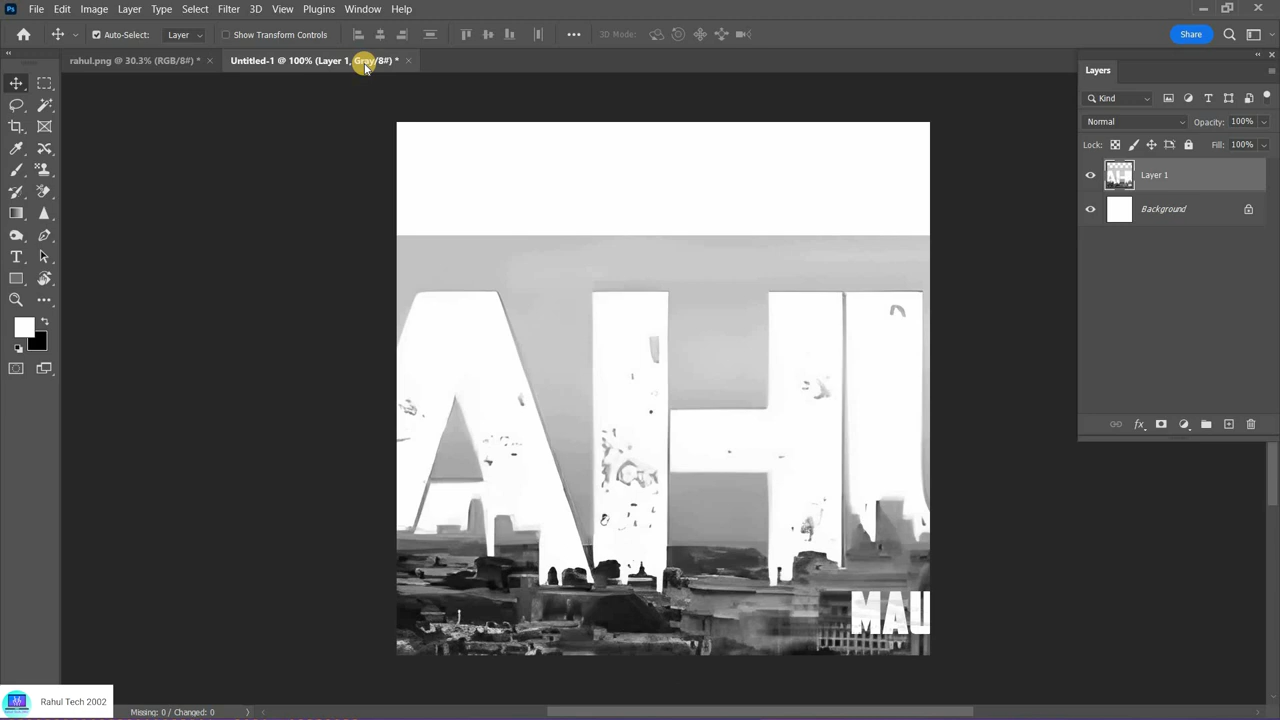 Ps File Edit Image Layer Type Select Filter 3D View Plugins Window Help
Auto-Select: Layer Show Transform Controls 3D Mode: Share
rahul.png @ 30.3% (RGB/8#) * Untitled-1 @ 100% (Layer 1, Gray/8#) *
Layers
Kind
Normal Opacity: 100%
Lock: Fill: 100%
Layer 1
Background
AHU
MAU
Rahul Tech 2002
Missing: 0 / Changed: 0